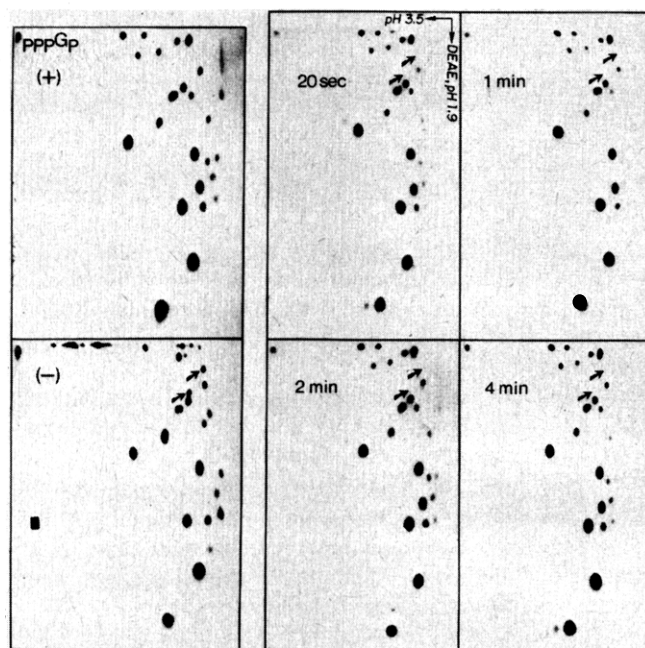 pppGp
(+)
20 sec
pH 3.5
DEAE, pH 1.9
1 min
(−)
2 min
4 min